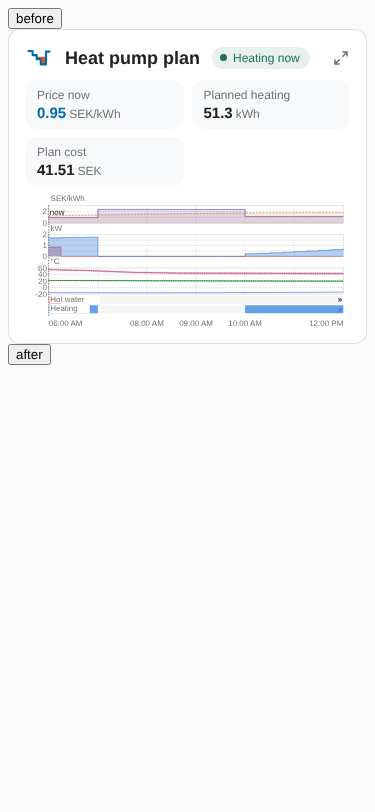 before
Heat pump plan
Heating now
Price now
0.95 SEK/kWh
Planned heating
51.3 kWh
Plan cost
41.51 SEK
SEK/kWh
2
now
0
kW
2
1
0
°C
60
40
20
0
-20
Hot water
»
Heating
06:00 AM 08:00 AM 09:00 AM 10:00 AM 12:00 PM
after